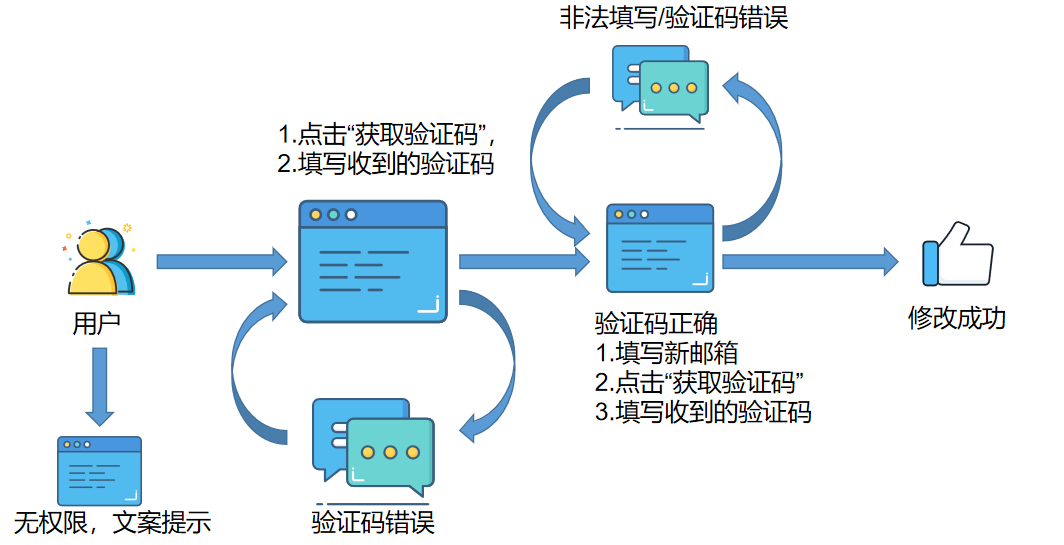 非法填写/验证码错误
1.点击“获取验证码”，
2.填写收到的验证码
用户
验证码正确
1.填写新邮箱
2.点击“获取验证码”
3.填写收到的验证码
修改成功
无权限，文案提示
验证码错误